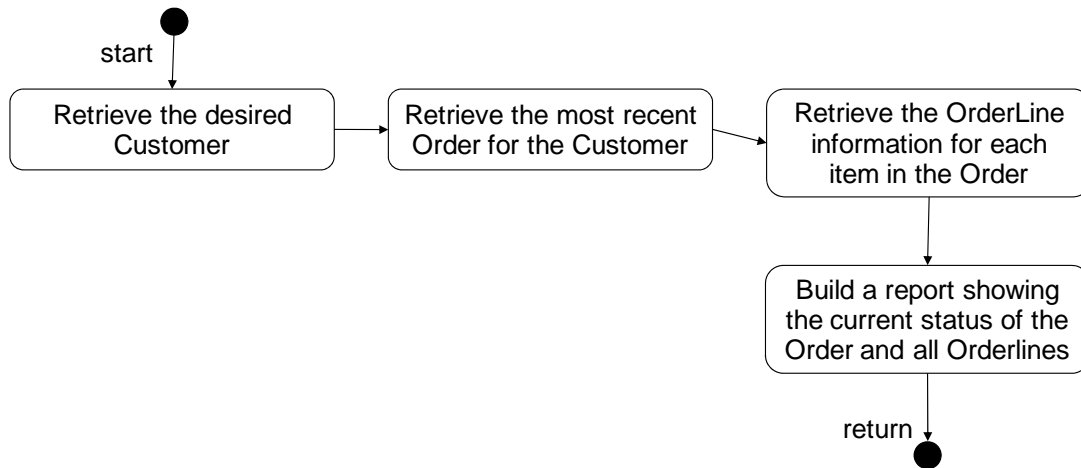 start
Retrieve the desired
Customer
Retrieve the most recent
Order for the Customer
Retrieve the OrderLine
information for each
item in the Order
Build a report showing
the current status of the
Order and all Orderlines
return